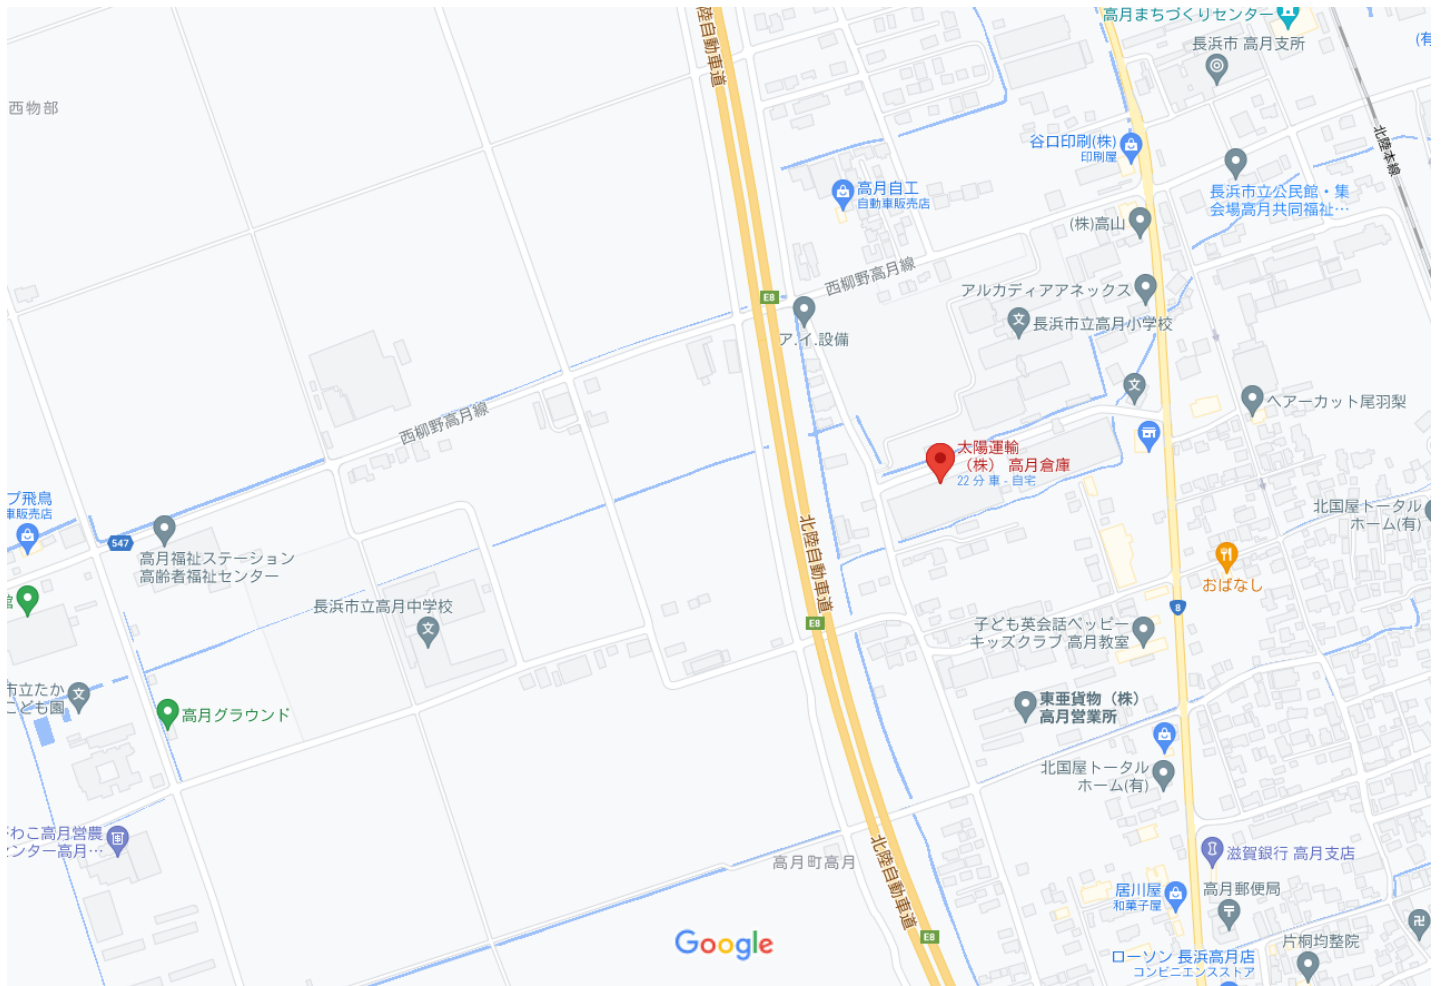 北陸自動車道
高月まちづくりセンター
長浜市 高月支所
(有
西物部
北陸本線
谷口印刷(株)
印刷屋
高月自工
自動車販売店
長浜市立公民館・集
会場高月共同福祉…
(株)高山
西柳野高月線
アルカディアアネックス
E8
長浜市立高月小学校
文
ア.イ.設備
文
ヘアーカット尾羽梨
西柳野高月線
太陽運輸
（株） 高月倉庫
22 分 車 - 自宅
プ飛鳥
車販売店
547
北国屋トータル
ホーム(有)
高月福祉ステーション
高齢者福祉センター
北陸自動車道
おばなし
館
長浜市立高月中学校
文
8
E8
子ども英会話ペッピー
キッズクラブ 高月教室
市立たか
こども園
文
高月グラウンド
東亜貨物（株）
高月営業所
北国屋トータル
ホーム(有)
びわこ高月営農
センター高月…
高月町高月
北陸自動車道
滋賀銀行 高月支店
居川屋
和菓子屋
高月郵便局
E8
Google
片桐均整院
ローソン 長浜高月店
コンビニエンスストア